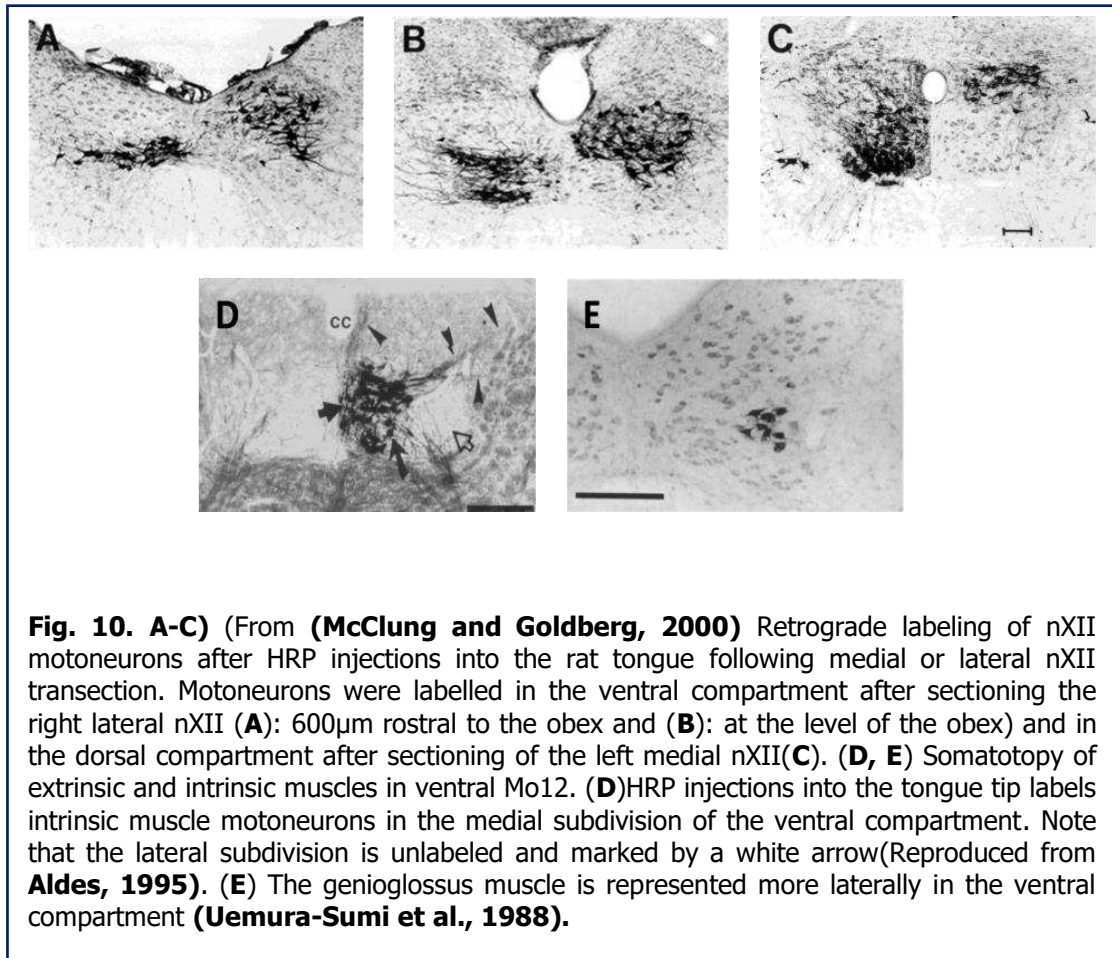 A
B
C
D
cc
E
Fig. 10. A-C) (From (McClung and Goldberg, 2000) Retrograde labeling of nXII
motoneurons after HRP injections into the rat tongue following medial or lateral nXII
transection. Motoneurons were labelled in the ventral compartment after sectioning the
right lateral nXII (A): 600µm rostral to the obex and (B): at the level of the obex) and in
the dorsal compartment after sectioning of the left medial nXII(C). (D, E) Somatotopy of
extrinsic and intrinsic muscles in ventral Mo12. (D)HRP injections into the tongue tip labels
intrinsic muscle motoneurons in the medial subdivision of the ventral compartment. Note
that the lateral subdivision is unlabeled and marked by a white arrow(Reproduced from
Aldes, 1995). (E) The genioglossus muscle is represented more laterally in the ventral
compartment (Uemura-Sumi et al., 1988).